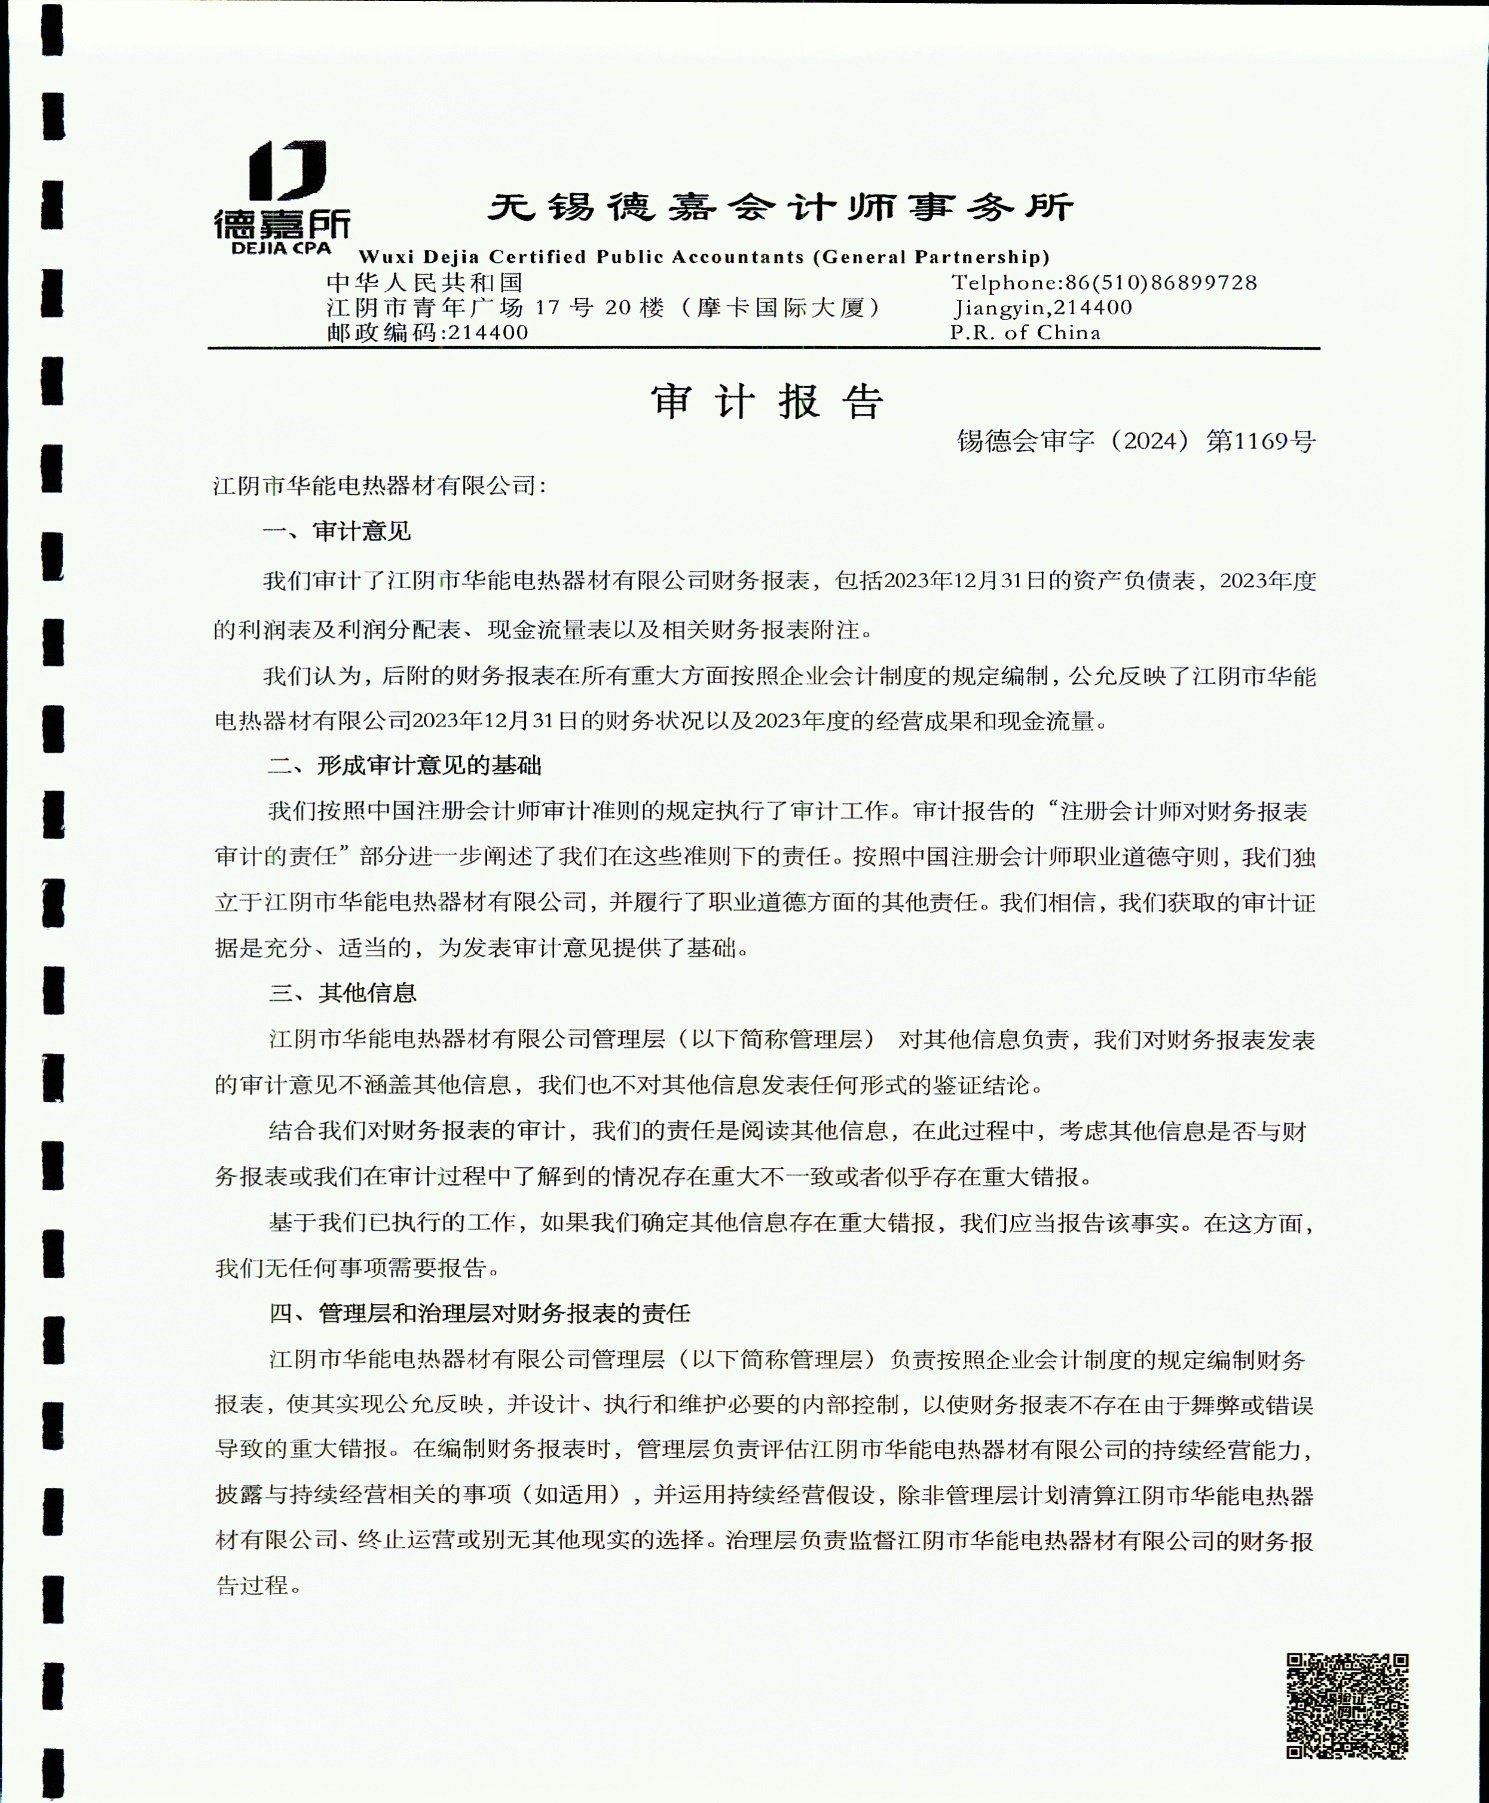 德嘉所
DEJIA CPA
无锡德嘉会计师事务所
Wuxi Dejia Certified Public Accountants (General Partnership)
中华人民共和国
江阴市青年广场 17 号 20 楼（摩卡国际大厦）
邮政编码:214400
Telphone:86(510)86899728
Jiangyin,214400
P.R. of China
审计报告
锡德会审字（2024）第1169号
江阴市华能电热器材有限公司：
一、审计意见
我们审计了江阴市华能电热器材有限公司财务报表，包括2023年12月31日的资产负债表，2023年度
的利润表及利润分配表、现金流量表以及相关财务报表附注。
我们认为，后附的财务报表在所有重大方面按照企业会计制度的规定编制，公允反映了江阴市华能
电热器材有限公司2023年12月31日的财务状况以及2023年度的经营成果和现金流量。
二、形成审计意见的基础
我们按照中国注册会计师审计准则的规定执行了审计工作。审计报告的“注册会计师对财务报表
审计的责任”部分进一步阐述了我们在这些准则下的责任。按照中国注册会计师职业道德守则，我们独
立于江阴市华能电热器材有限公司，并履行了职业道德方面的其他责任。我们相信，我们获取的审计证
据是充分、适当的，为发表审计意见提供了基础。
三、其他信息
江阴市华能电热器材有限公司管理层（以下简称管理层） 对其他信息负责，我们对财务报表发表
的审计意见不涵盖其他信息，我们也不对其他信息发表任何形式的鉴证结论。
结合我们对财务报表的审计，我们的责任是阅读其他信息，在此过程中，考虑其他信息是否与财
务报表或我们在审计过程中了解到的情况存在重大不一致或者似乎存在重大错报。
基于我们已执行的工作，如果我们确定其他信息存在重大错报，我们应当报告该事实。在这方面，
我们无任何事项需要报告。
四、管理层和治理层对财务报表的责任
江阴市华能电热器材有限公司管理层（以下简称管理层）负责按照企业会计制度的规定编制财务
报表，使其实现公允反映，并设计、执行和维护必要的内部控制，以使财务报表不存在由于舞弊或错误
导致的重大错报。在编制财务报表时，管理层负责评估江阴市华能电热器材有限公司的持续经营能力，
披露与持续经营相关的事项（如适用），并运用持续经营假设，除非管理层计划清算江阴市华能电热器
材有限公司、终止运营或别无其他现实的选择。治理层负责监督江阴市华能电热器材有限公司的财务报
告过程。